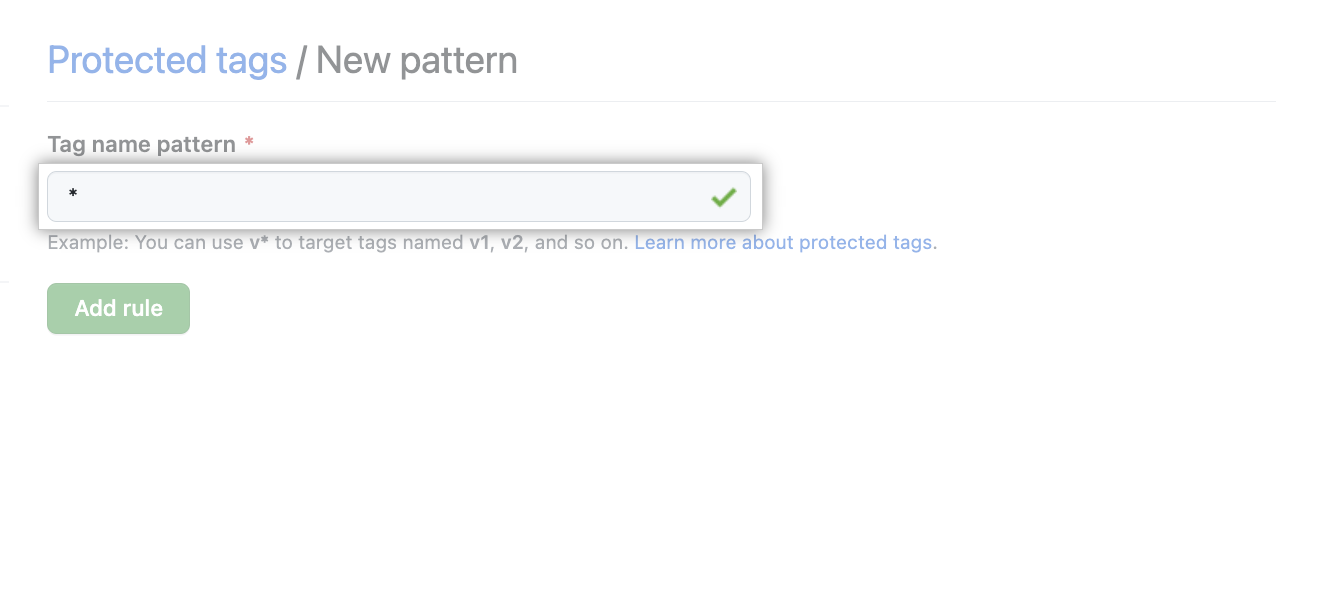 Protected tags / New pattern
Tag name pattern *
*
Example: You can use v* to target tags named v1, v2, and so on. Learn more about protected tags.
Add rule